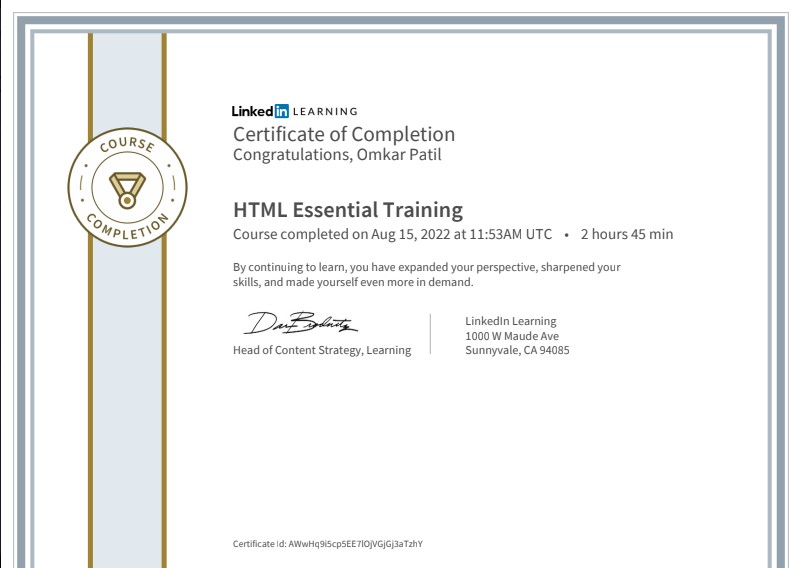 COURSE
COMPLETION
Linked in LEARNING
Certificate of Completion
Congratulations, Omkar Patil
HTML Essential Training
Course completed on Aug 15, 2022 at 11:53AM UTC • 2 hours 45 min
By continuing to learn, you have expanded your perspective, sharpened your
skills, and made yourself even more in demand.
Head of Content Strategy, Learning
LinkedIn Learning
1000 W Maude Ave
Sunnyvale, CA 94085
Certificate Id: AWwHq9i5cp5EE7lOjVGjGj3aTzhY